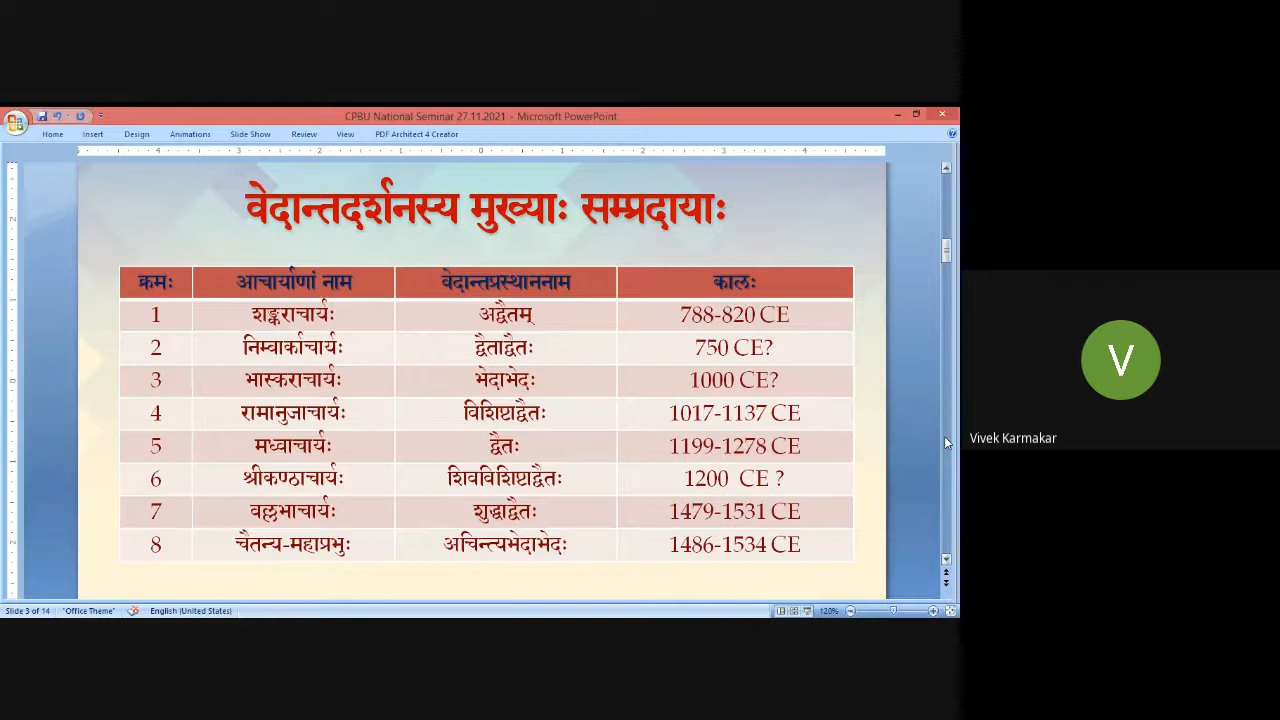 CPBU National Seminar 27.11.2021 - Microsoft PowerPoint
Home Insert Design Animations Slide Show Review View PDF Architect 4 Creator
वेदान्तदर्शनस्य मुख्याः सम्प्रदायाः
क्रमः आचार्याणां नाम वेदान्तप्रस्थाननाम कालः
1 शङ्कराचार्यः अद्वैतम् 788-820 CE
2 निम्वार्काचार्यः द्वैताद्वैतः 750 CE?
3 भास्कराचार्यः भेदाभेदः 1000 CE?
4 रामानुजाचार्यः विशिष्टाद्वैतः 1017-1137 CE
5 मध्वाचार्यः द्वैतः 1199-1278 CE
6 श्रीकण्ठाचार्यः शिवविशिष्टाद्वैतः 1200 CE ?
7 वल्लभाचार्यः शुद्धाद्वैतः 1479-1531 CE
8 चैतन्य-महाप्रभुः अचिन्त्यभेदाभेदः 1486-1534 CE
V
Vivek Karmakar
Slide 3 of 14 "Office Theme" English (United States) 120%